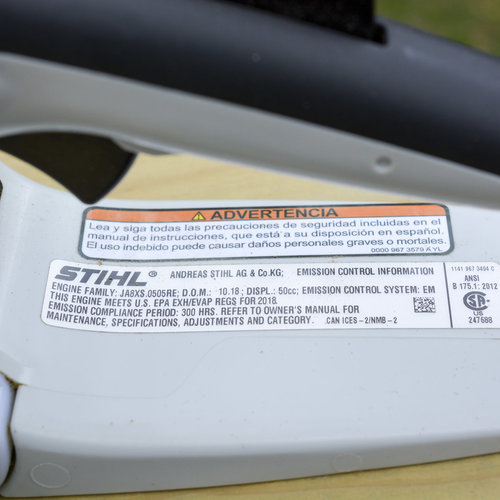 ADVERTENCIA
Lea y siga todas las precauciones de seguridad incluidas en el
manual de instrucciones, que está a su disposición en español.
El uso indebido puede causar daños personales graves o mortales.
0000 967 3579 A YL
STIHL® ANDREAS STIHL AG & Co.KG; EMISSION CONTROL INFORMATION
ENGINE FAMILY: JA8XS.0505RE; D.O.M.: 10.18; DISPL.: 50cc; EMISSION CONTROL SYSTEM: EM
THIS ENGINE MEETS U.S. EPA EXH/EVAP REGS FOR 2018.
EMISSION COMPLIANCE PERIOD: 300 HRS. REFER TO OWNER'S MANUAL FOR
MAINTENANCE, SPECIFICATIONS, ADJUSTMENTS AND CATEGORY. CAN ICES-2/NMB-2
1141 967 3404 C
ANSI
B 175.1: 2012
SA
US
247688